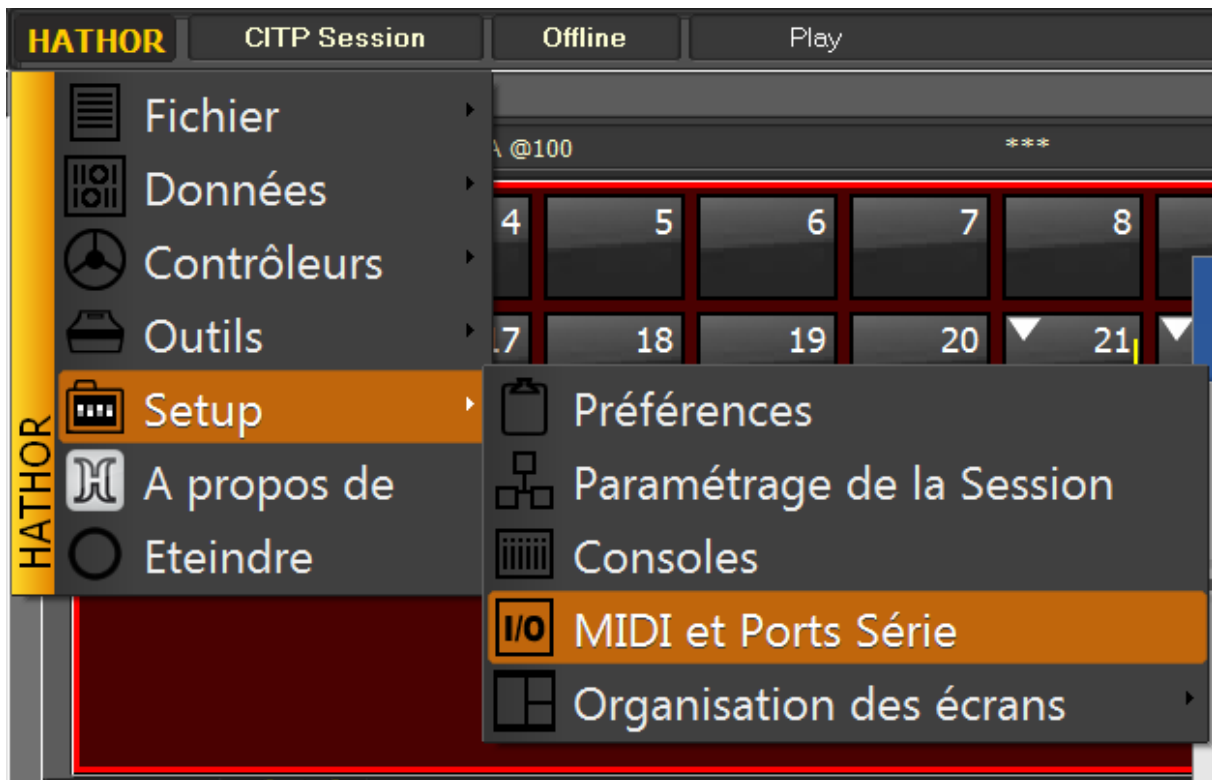 HATHOR CITP Session Offline Play
Fichier
@100 ***
Données
4 5 6 7 8
Contrôleurs
Outils
17 18 19 20 21
Setup
Préférences
A propos de
Paramétrage de la Session
Eteindre
Consoles
HATHOR
I/O MIDI et Ports Série
Organisation des écrans